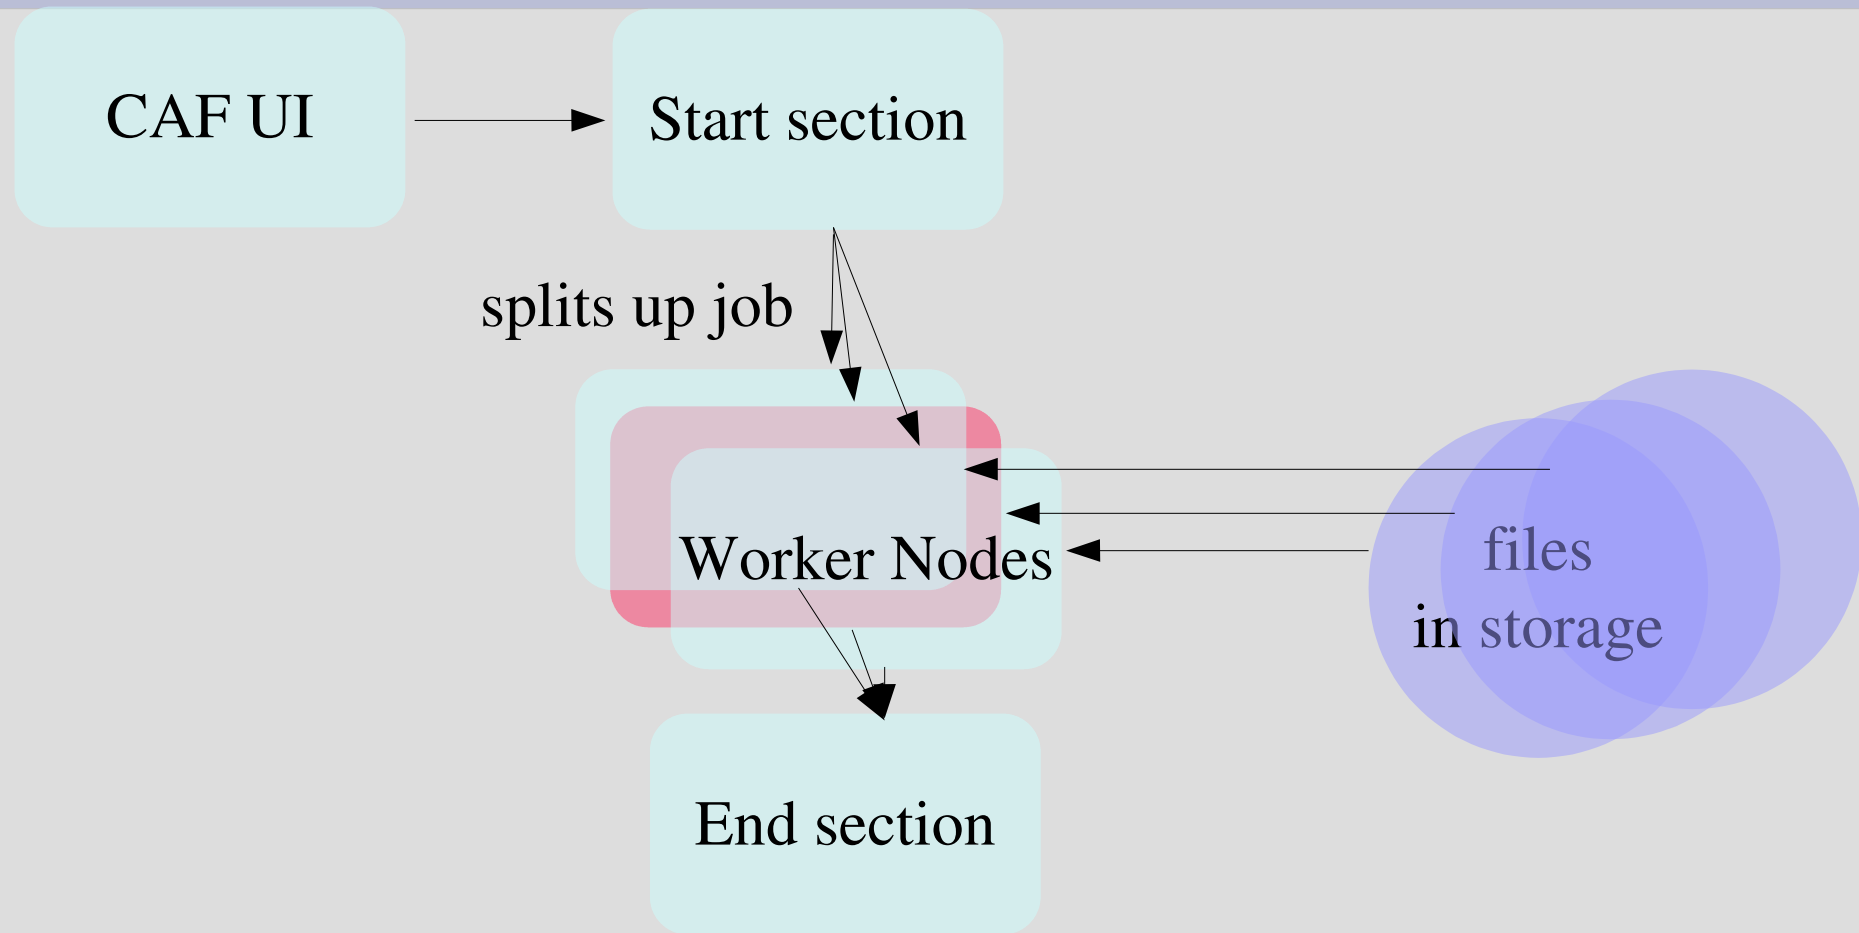 CAF UI
Start section
splits up job
Worker Nodes
files
in storage
End section